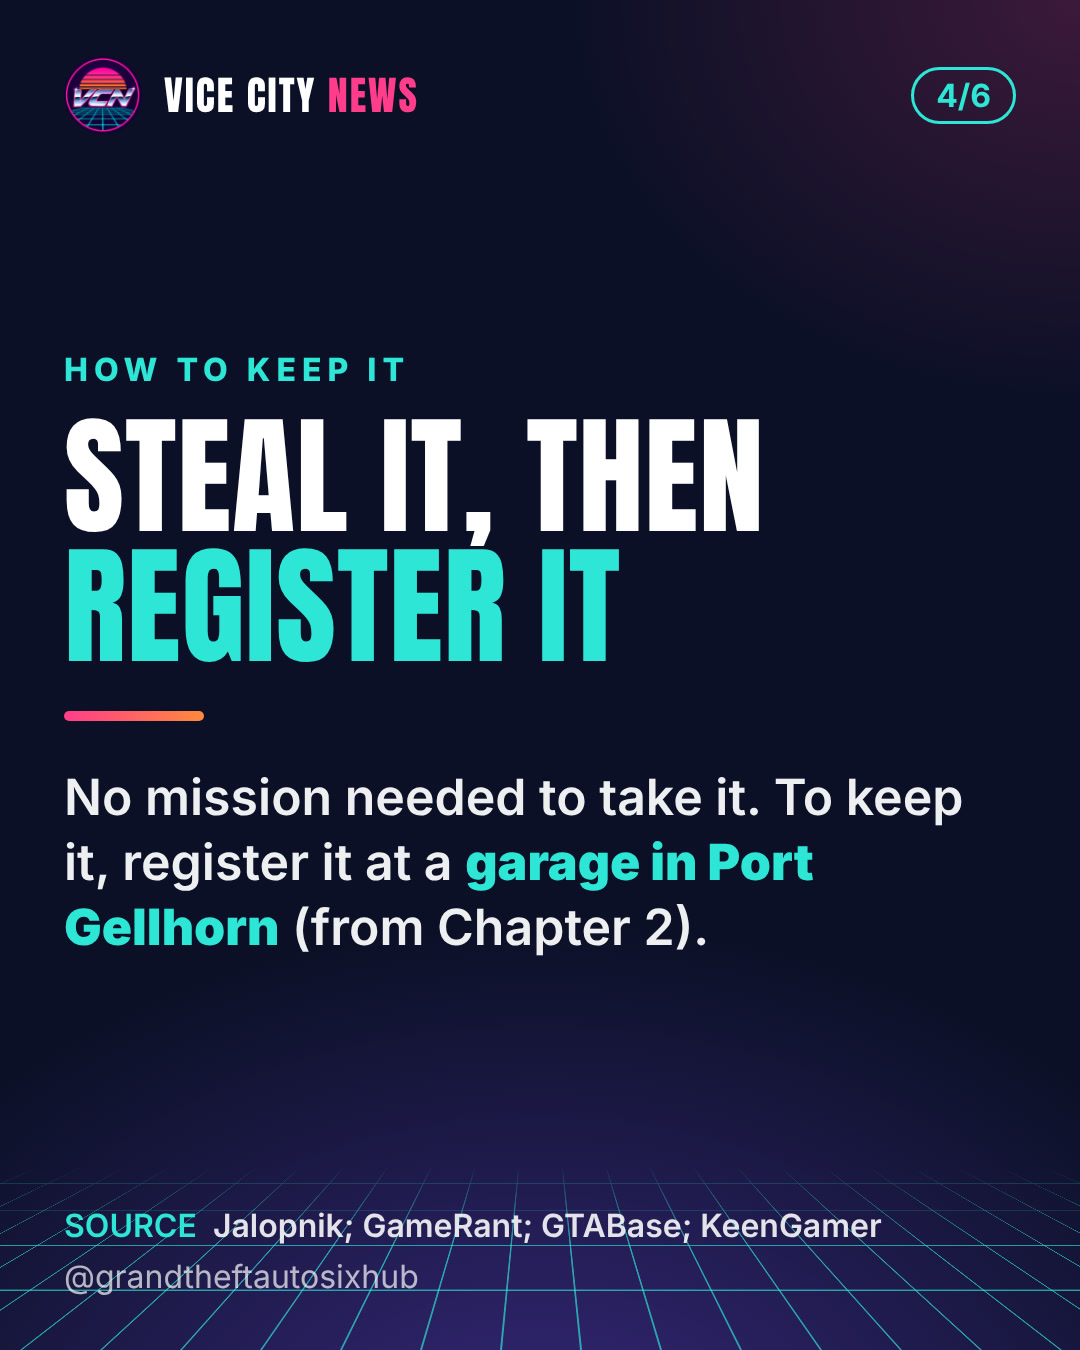 VCN
VICE CITY NEWS
4/6
HOW TO KEEP IT
STEAL IT, THEN
REGISTER IT
No mission needed to take it. To keep
it, register it at a garage in Port
Gellhorn (from Chapter 2).
SOURCE Jalopnik; GameRant; GTABase; KeenGamer
@grandtheftautosixhub